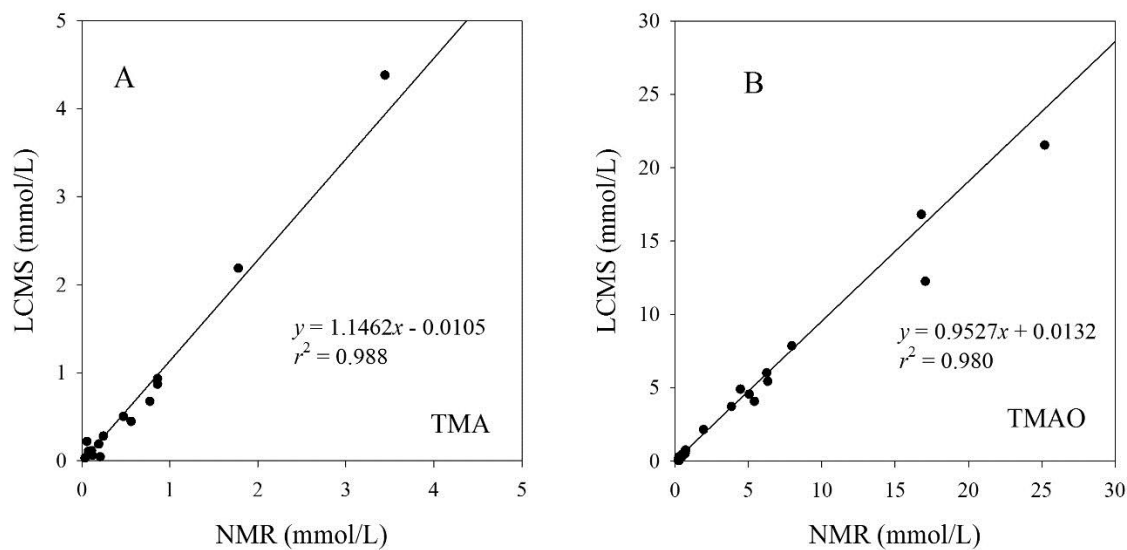 A
LCMS (mmol/L)
5
4
3
2
1
0
y = 1.1462x - 0.0105
r² = 0.988
TMA
0 1 2 3 4 5
NMR (mmol/L)
B
LCMS (mmol/L)
30
25
20
15
10
5
0
y = 0.9527x + 0.0132
r² = 0.980
TMAO
0 5 10 15 20 25 30
NMR (mmol/L)